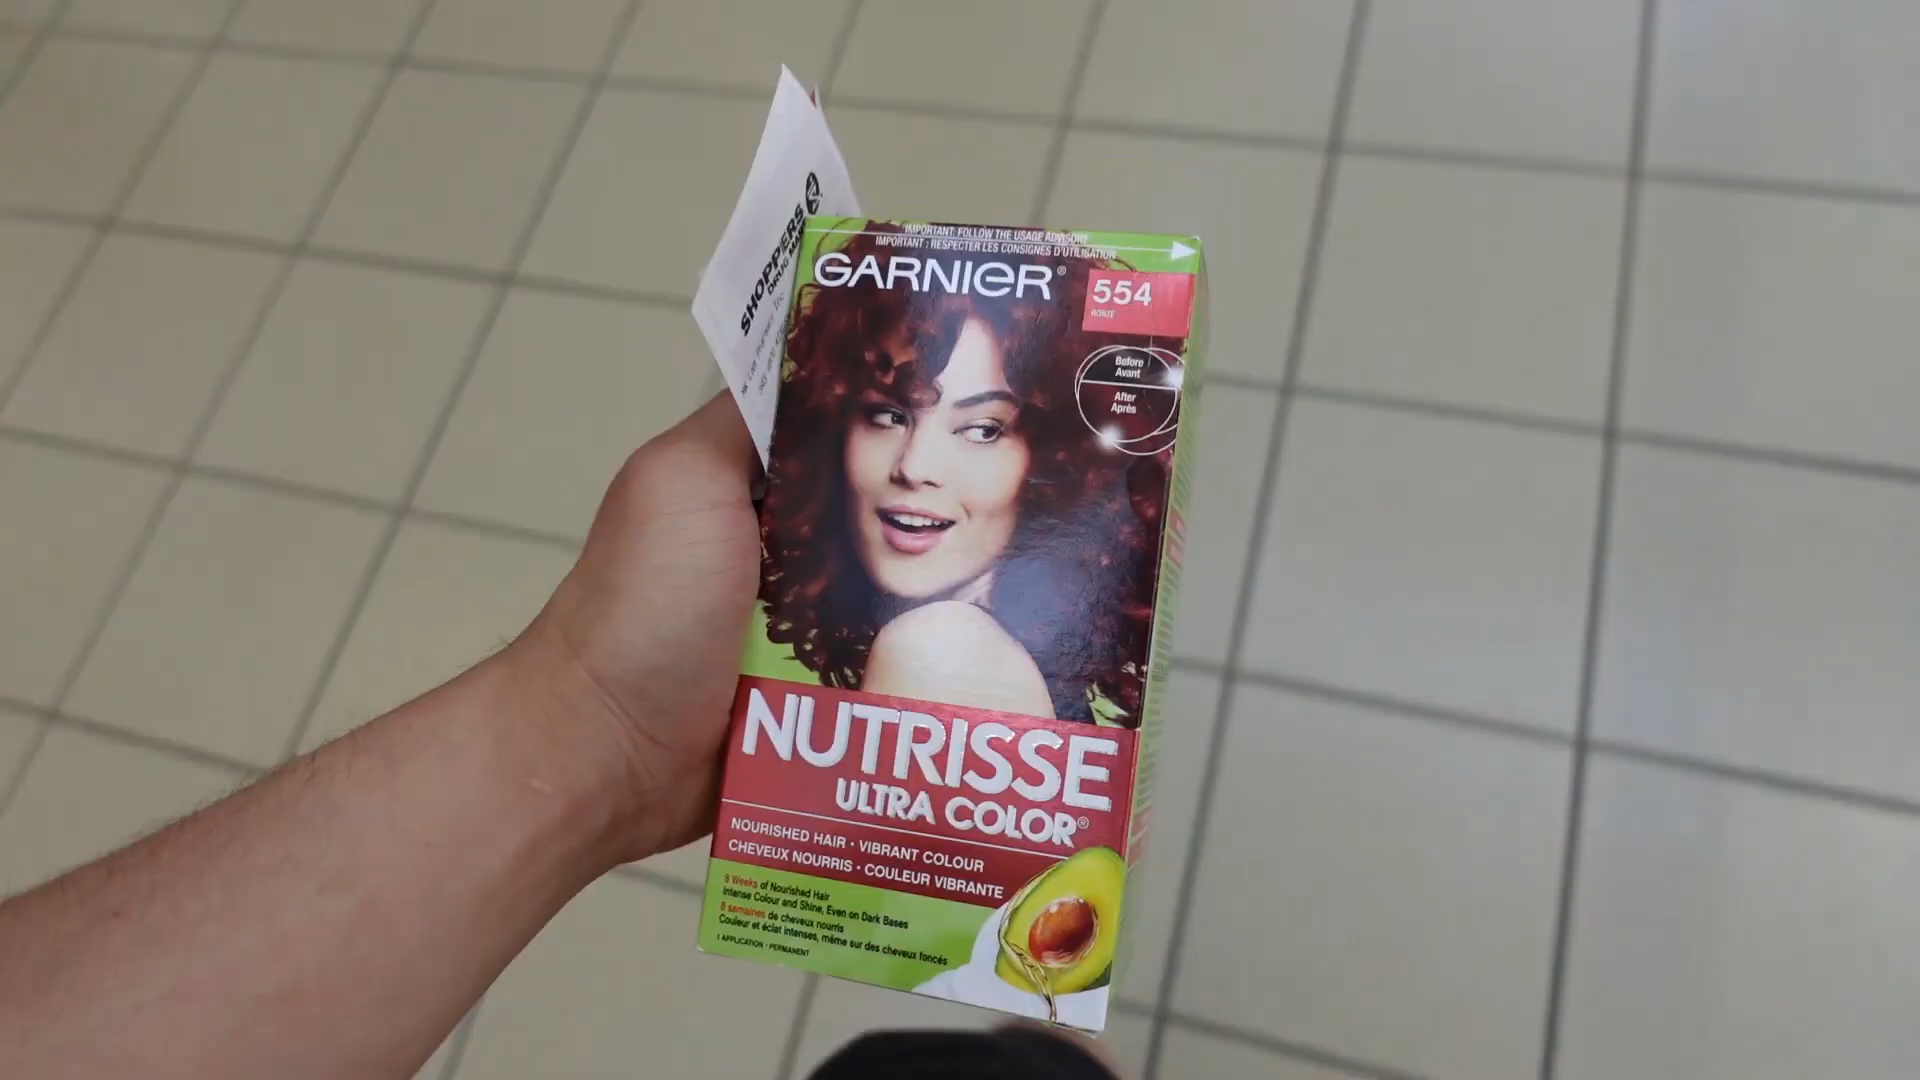 SHOPPERS
DRUG MART
IMPORTANT: FOLLOW THE USAGE ADVISORY
IMPORTANT : RESPECTER LES CONSIGNES D'UTILISATION
GARNIER®
554
Before
Avant
After
Après
NUTRISSE
ULTRA COLOR®
NOURISHED HAIR • VIBRANT COLOUR
CHEVEUX NOURRIS • COULEUR VIBRANTE
8 Weeks of Nourished Hair
Intense Colour and Shine, Even on Dark Bases
8 semaines de cheveux nourris
Couleur et éclat intenses, même sur des cheveux foncés
1 APPLICATION • PERMANENT